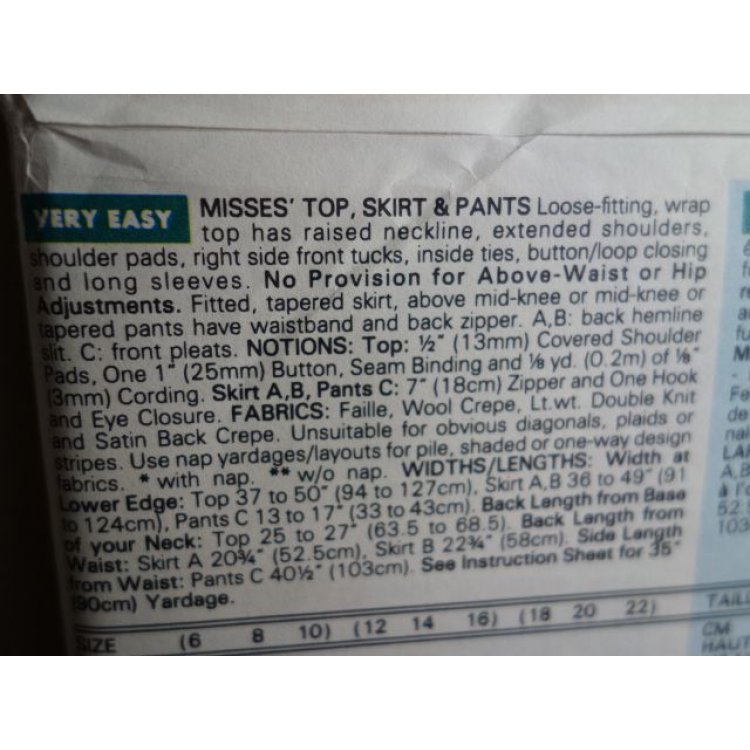 VERY EASY MISSES' TOP, SKIRT & PANTS Loose-fitting, wrap
top has raised neckline, extended shoulders,
shoulder pads, right side front tucks, inside ties, button/loop closing
and long sleeves. No Provision for Above-Waist or Hip
Adjustments. Fitted, tapered skirt, above mid-knee or mid-knee or
tapered pants have waistband and back zipper. A,B: back hemline
slit. C: front pleats. NOTIONS: Top: ½" (13mm) Covered Shoulder
Pads, One 1" (25mm) Button, Seam Binding and ⅛ yd. (0.2m) of ⅛"
(3mm) Cording. Skirt A,B, Pants C: 7" (18cm) Zipper and One Hook
and Eye Closure. FABRICS: Faille, Wool Crepe, Lt.wt. Double Knit
and Satin Back Crepe. Unsuitable for obvious diagonals, plaids or
stripes. Use nap yardages/layouts for pile, shaded or one-way design
fabrics. * with nap. ** w/o nap. WIDTHS/LENGTHS: Width at
Lower Edge: Top 37 to 50" (94 to 127cm), Skirt A,B 36 to 49" (91
to 124cm), Pants C 13 to 17" (33 to 43cm). Back Length from Base
of your Neck: Top 25 to 27" (63.5 to 68.5). Back Length from
Waist: Skirt A 20¾" (52.5cm), Skirt B 22¾" (58cm). Side Length
from Waist: Pants C 40½" (103cm). See Instruction Sheet for 35"
(90cm) Yardage.
SIZE (6 8 10) (12 14 16) (18 20 22)
TAILL
CM
HAUT